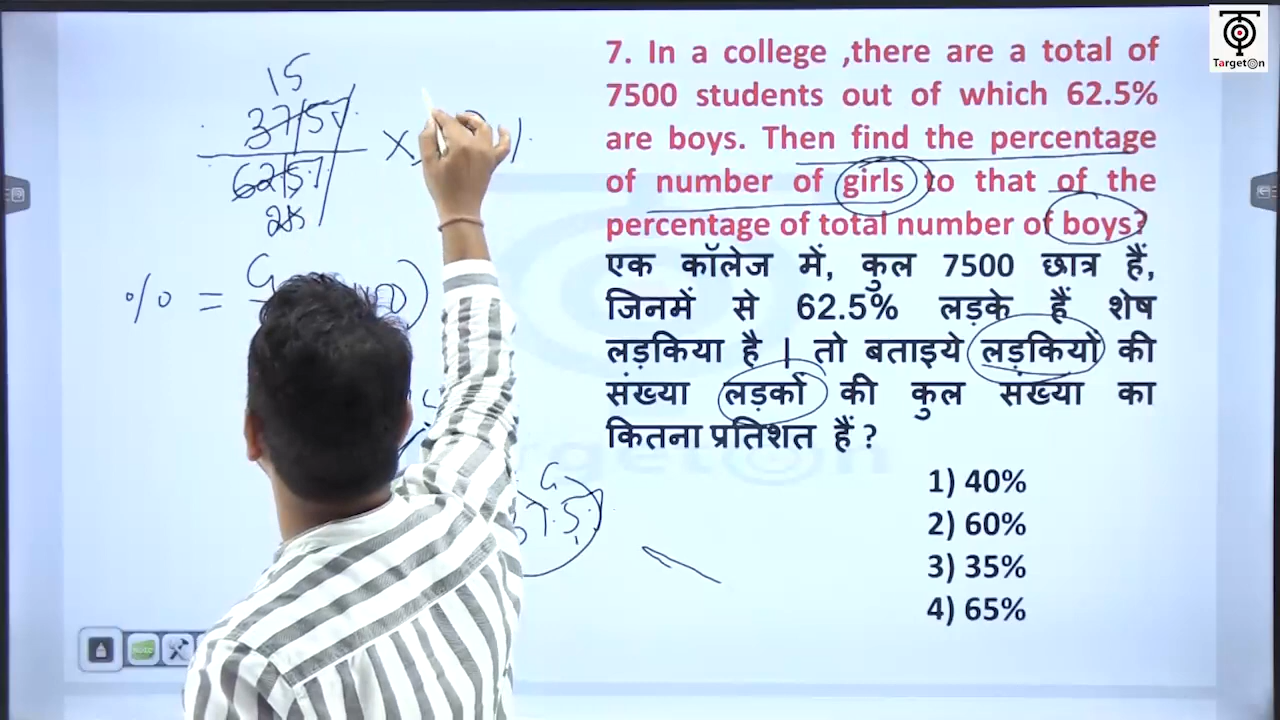 Target⊙n
15
37.5%
62.5%
25
% =
G
37.5
7. In a college ,there are a total of
7500 students out of which 62.5%
are boys. Then find the percentage
of number of girls to that of the
percentage of total number of boys?
एक कॉलेज में, कुल 7500 छात्र हैं,
जिनमें से 62.5% लड़के हैं शेष
लड़किया है | तो बताइये लड़कियों की
संख्या लड़कों की कुल संख्या का
कितना प्रतिशत हैं ?
1) 40%
2) 60%
3) 35%
4) 65%